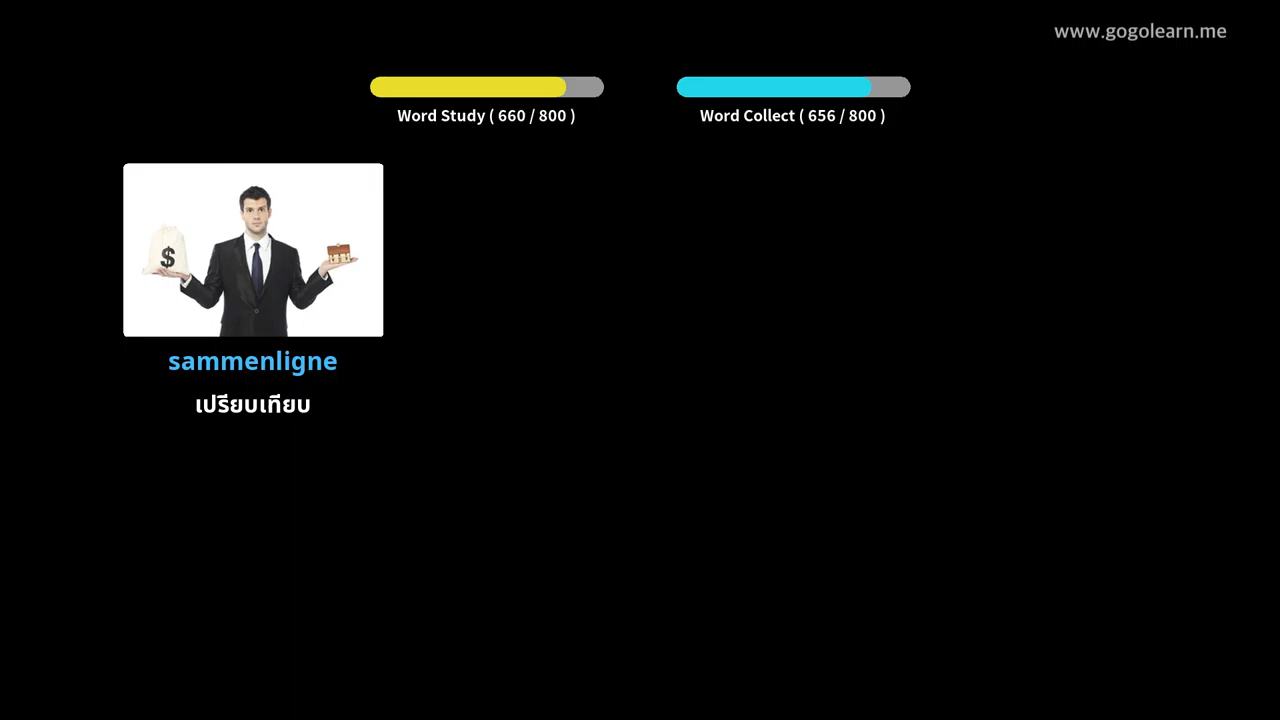 www.gogolearn.me
Word Study ( 660 / 800 )
Word Collect ( 656 / 800 )
$
sammenligne
เปรียบเทียบ